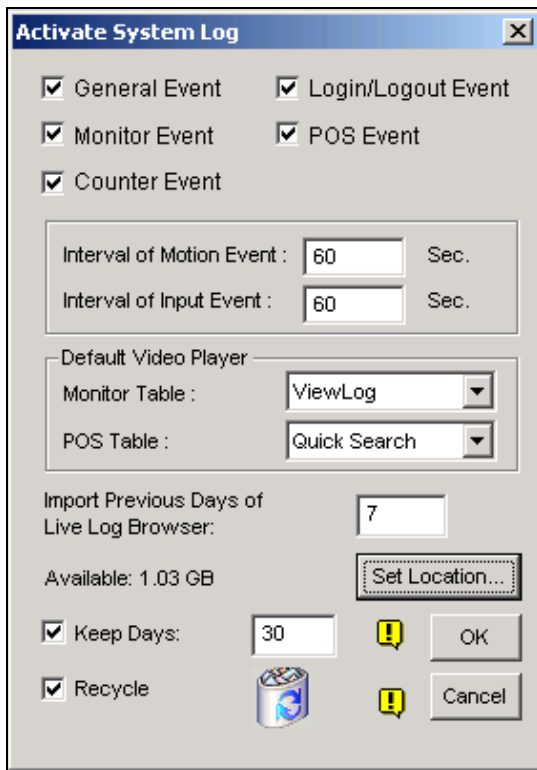 Activate System Log
General Event Login/Logout Event
Monitor Event POS Event
Counter Event
Interval of Motion Event : 60 Sec.
Interval of Input Event : 60 Sec.
Default Video Player
Monitor Table : ViewLog
POS Table : Quick Search
Import Previous Days of
Live Log Browser: 7
Available: 1.03 GB Set Location...
Keep Days: 30 OK
Recycle Cancel